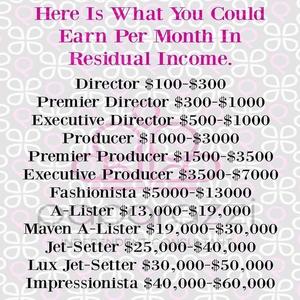 Here Is What You Could
Earn Per Month In
Residual Income.
Director $100-$300
Premier Director $300-$1000
Executive Director $500-$1000
Producer $1000-$3000
Premier Producer $1500-$3500
Executive Producer $3500-$7000
Fashionista $5000-$13000
A-Lister $13,000-$19,000
Maven A-Lister $19,000-$30,000
Jet-Setter $25,000-$40,000
Lux Jet-Setter $30,000-$50,000
Impressionista $40,000-$60,000